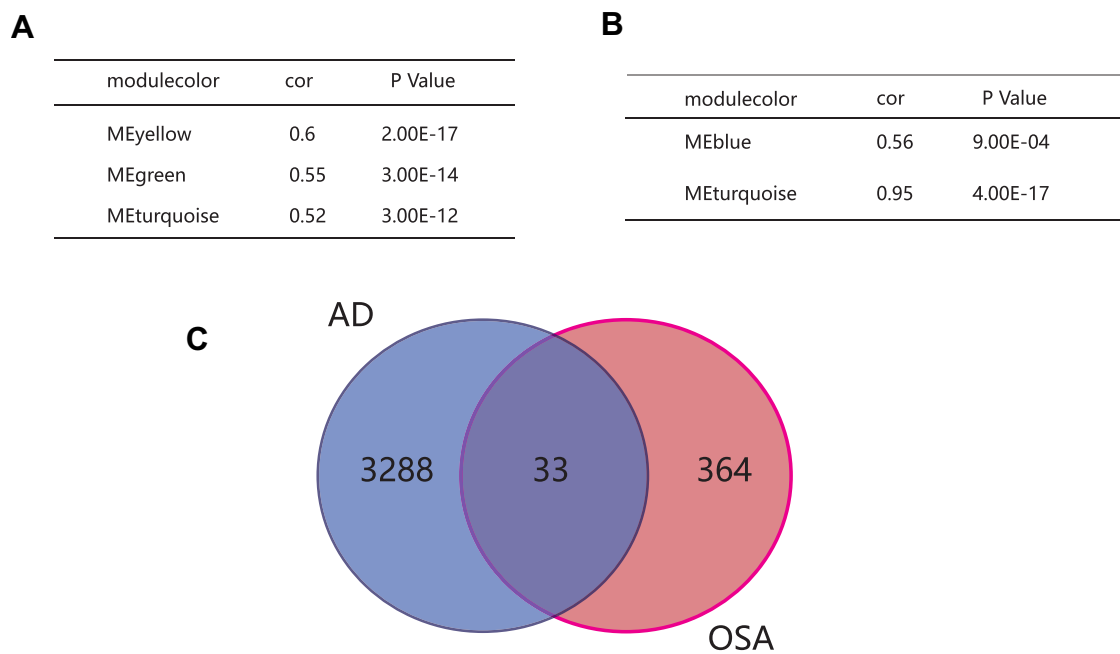 A
modulecolor cor P Value
MEyellow 0.6 2.00E-17
MEgreen 0.55 3.00E-14
MEturquoise 0.52 3.00E-12
B
modulecolor cor P Value
MEblue 0.56 9.00E-04
MEturquoise 0.95 4.00E-17
C
AD
3288 33 364
OSA